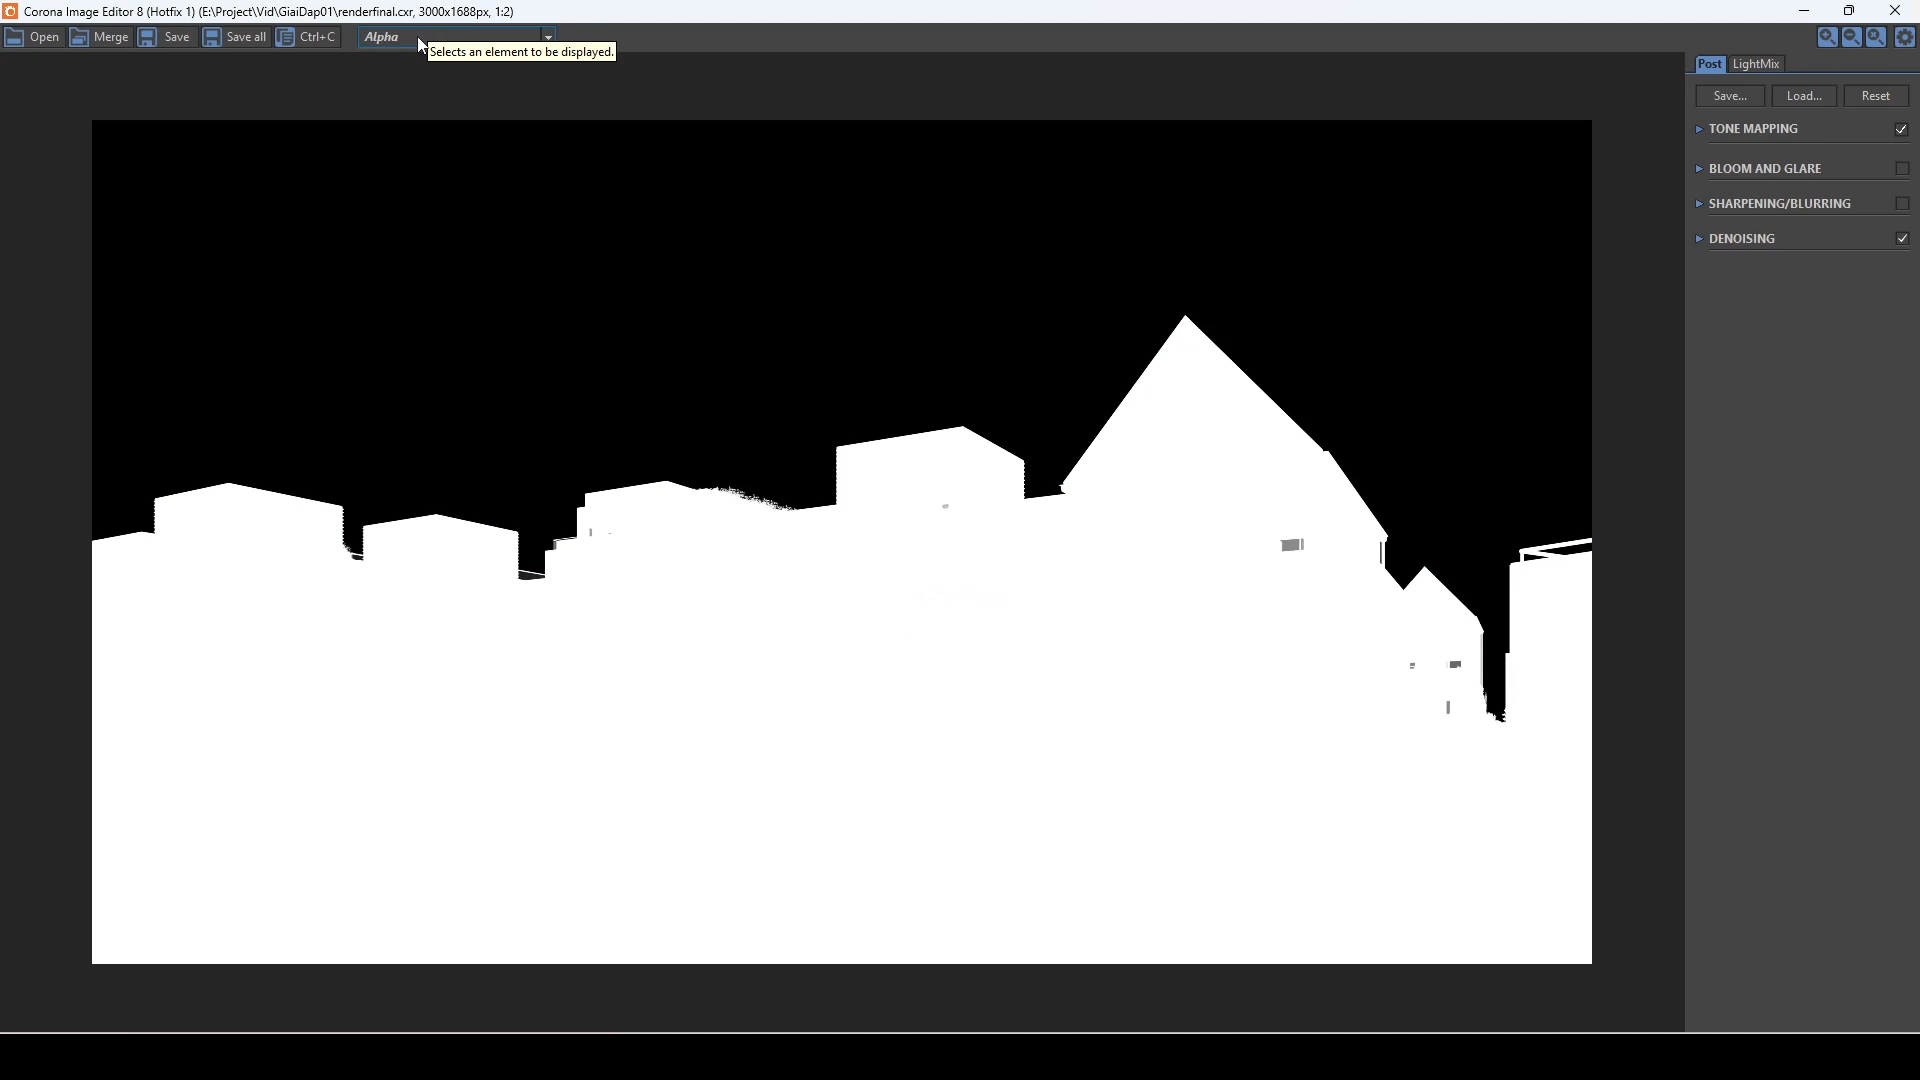 Corona Image Editor 8 (Hotfix 1) (E:\Project\Vid\GiaiDap01\renderfinal.cxr, 3000x1688px, 1:2)
Open Merge Save Save all Ctrl+C Alpha
Selects an element to be displayed.
Post LightMix
Save... Load... Reset
TONE MAPPING
BLOOM AND GLARE
SHARPENING/BLURRING
DENOISING